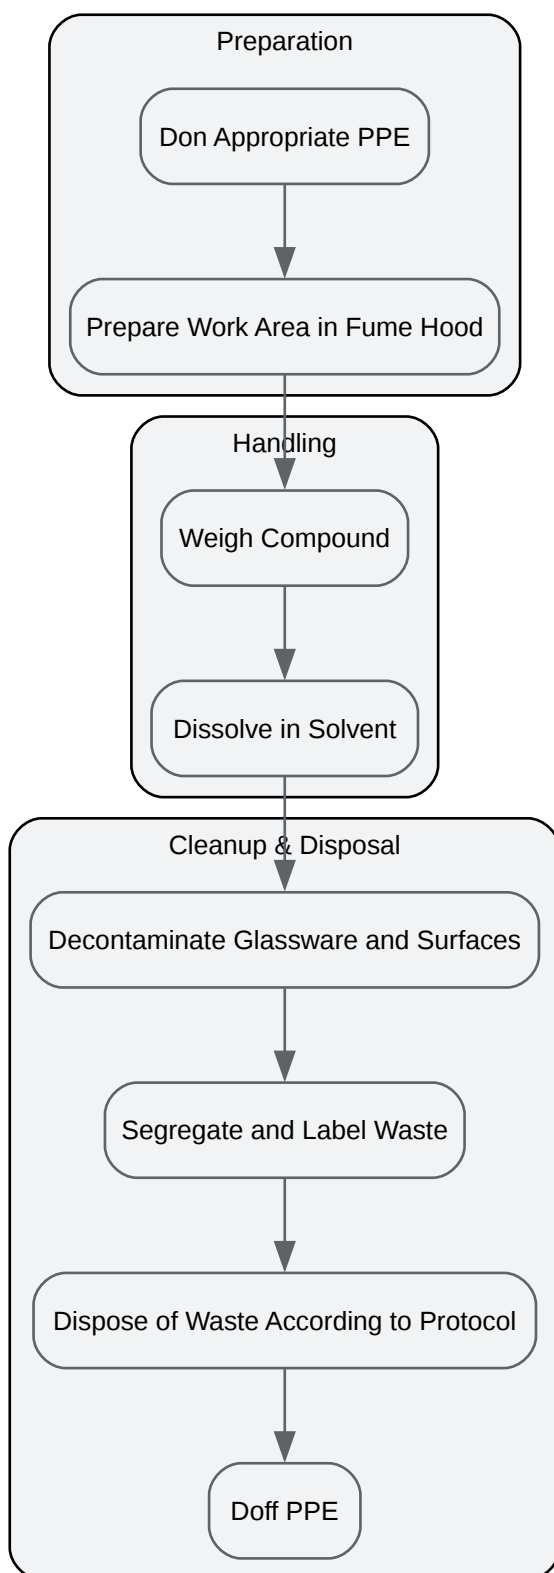 Preparation
Don Appropriate PPE
Prepare Work Area in Fume Hood
Handling
Weigh Compound
Dissolve in Solvent
Cleanup & Disposal
Decontaminate Glassware and Surfaces
Segregate and Label Waste
Dispose of Waste According to Protocol
Doff PPE